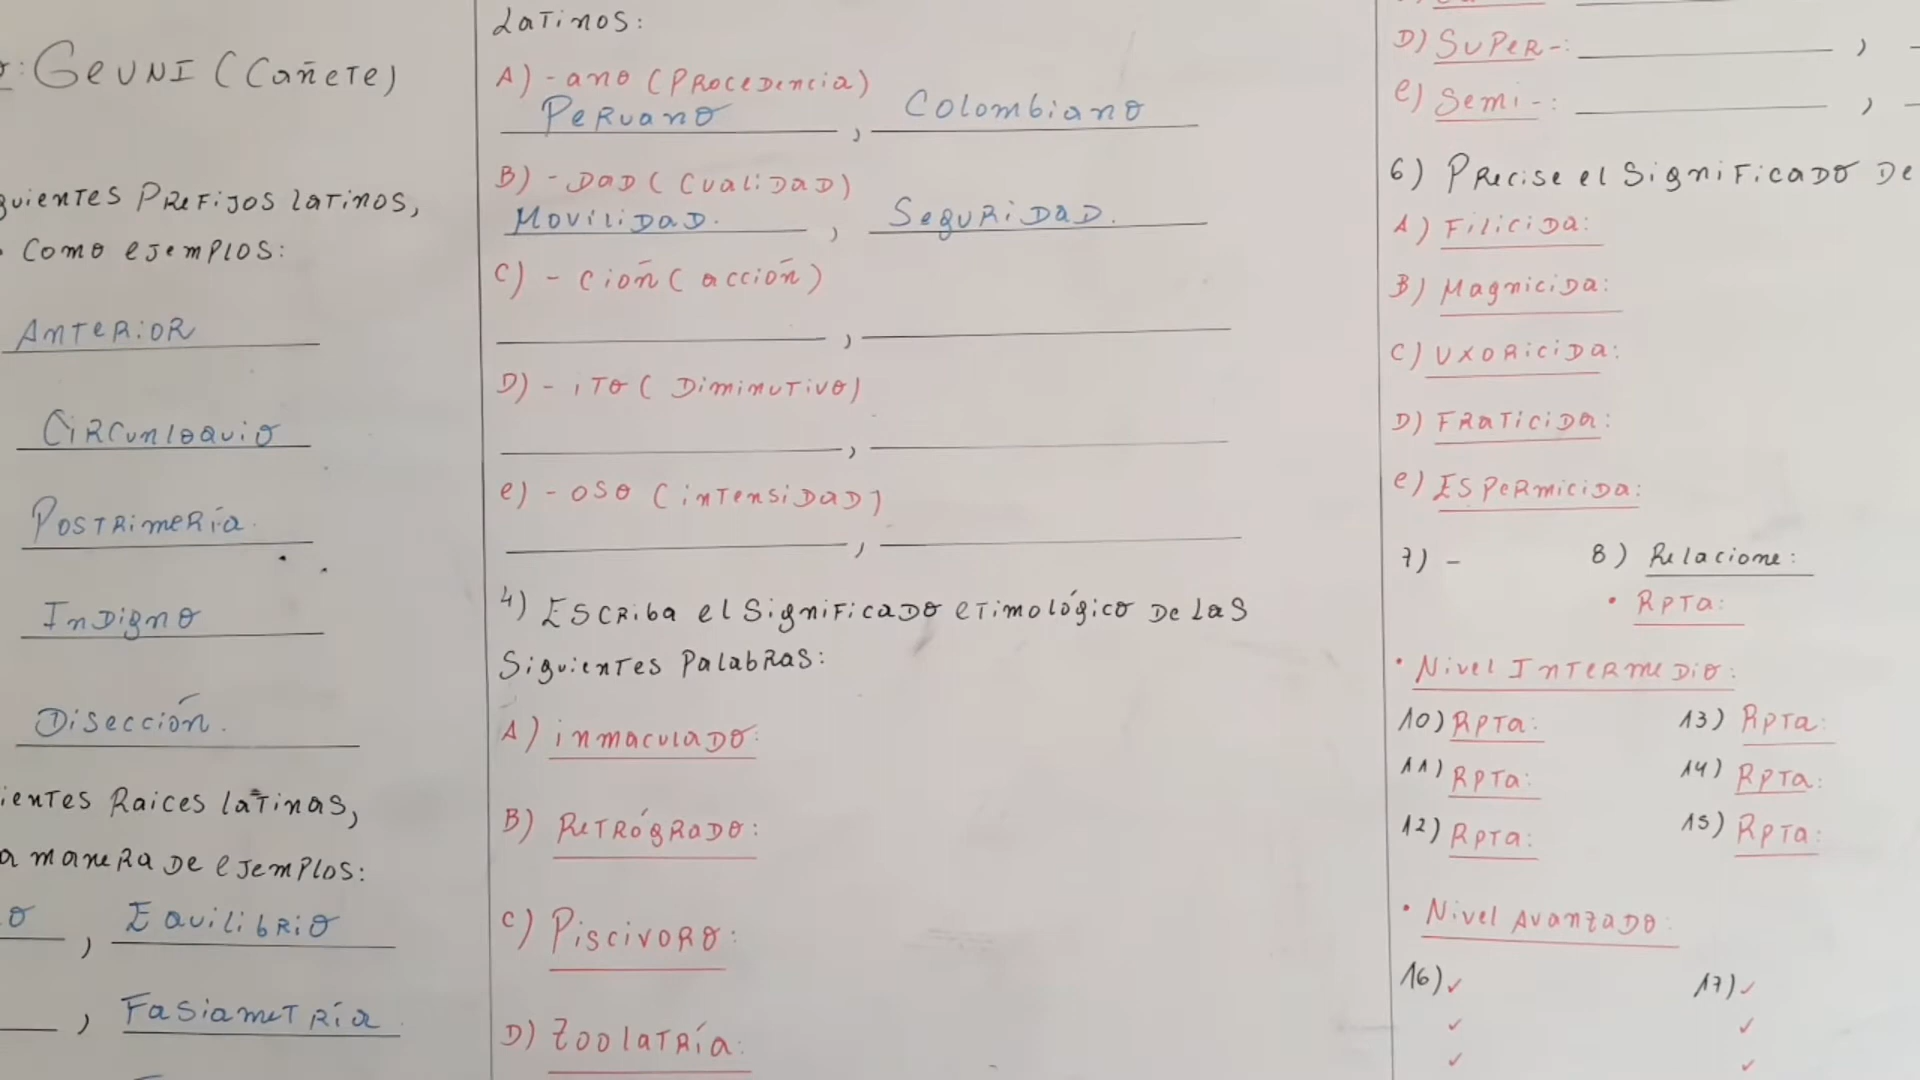 : GEUNI (Cañete)
guientes Prefijos latinos,
como ejemplos:
Anterior
Circunloquio
Postrimería.
Indigno
Disección.
ientes Raices latinas,
a manera de ejemplos:
o , Equilibrio
, Fasiametría.
Latinos:
A) - ano (Procedencia)
Peruano , Colombiano
B) - dad (Cualidad)
Movilidad. , Seguridad.
C) - ción (acción)
,
D) - ito (Diminutivo)
,
e) - oso (intensidad)
,
4) Escriba el significado etimológico de las
siguientes Palabras:
A) inmaculado:
B) Retrógrado:
C) Piscivoro:
D) Zoolatría:
D) Super-: ,
e) Semi-: ,
6) Precise el significado de
A) Filicida:
B) Magnicida:
C) Uxoricida:
D) Fraticida:
e) Espermicida:
7) -
8) Relacione:
• Rpta:
• Nivel Intermedio:
10) Rpta: 13) Rpta:
11) Rpta: 14) Rpta:
12) Rpta: 15) Rpta:
• Nivel Avanzado:
16) ✓ 17) ✓
✓ ✓
✓ ✓